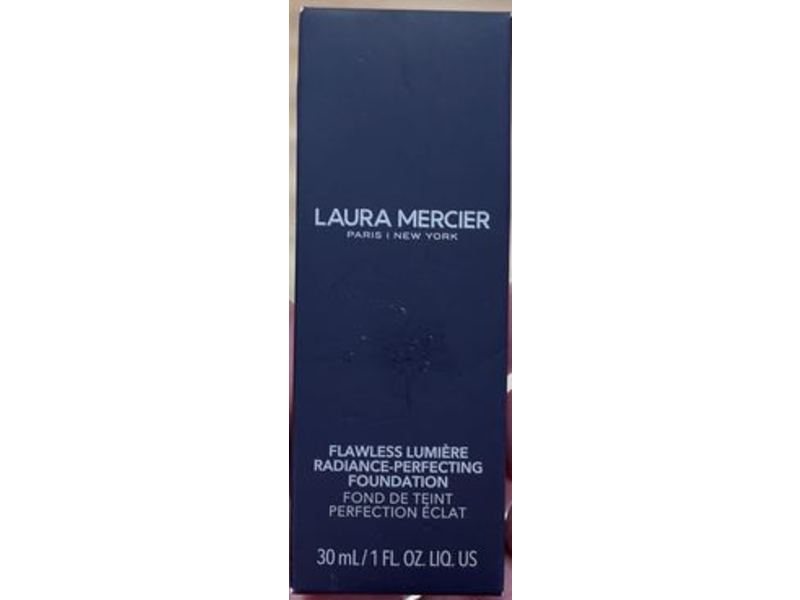 LAURA MERCIER
PARIS | NEW YORK
FLAWLESS LUMIÈRE
RADIANCE-PERFECTING
FOUNDATION
FOND DE TEINT
PERFECTION ÉCLAT
30 mL / 1 FL. OZ. LIQ. US